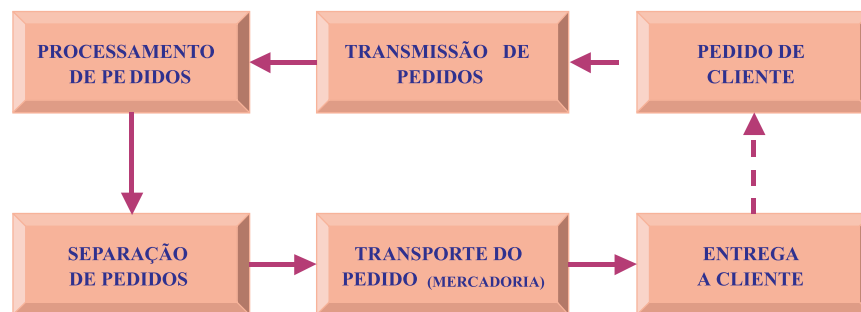 PROCESSAMENTO
DE PE DIDOS
TRANSMISSÃO DE
PEDIDOS
PEDIDO DE
CLIENTE
SEPARAÇÃO
DE PEDIDOS
TRANSPORTE DO
PEDIDO (MERCADORIA)
ENTREGA
A CLIENTE